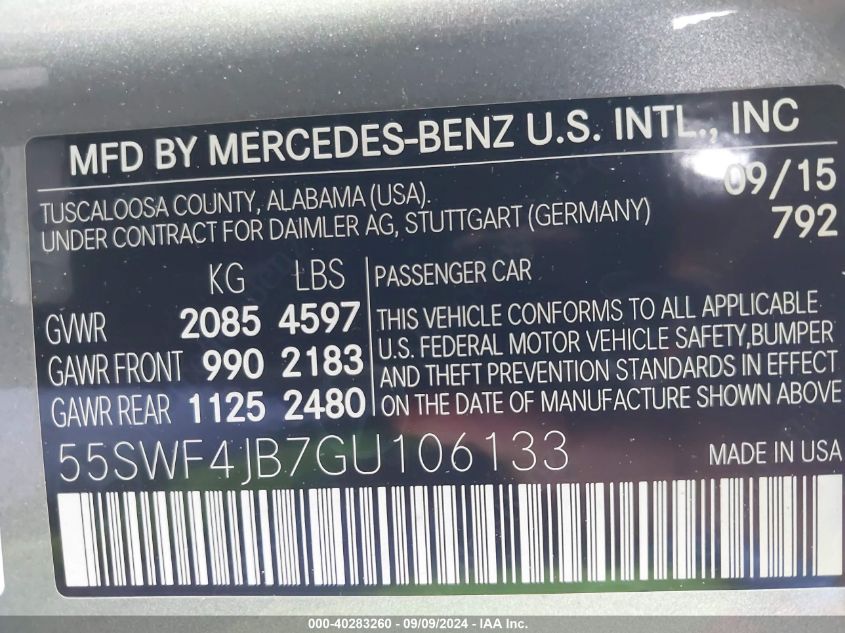 MFD BY MERCEDES-BENZ U.S. INTL., INC
09/15
TUSCALOOSA COUNTY, ALABAMA (USA).
UNDER CONTRACT FOR DAIMLER AG, STUTTGART (GERMANY)
792
KG LBS PASSENGER CAR
GVWR 2085 4597 THIS VEHICLE CONFORMS TO ALL APPLICABLE
U.S. FEDERAL MOTOR VEHICLE SAFETY,BUMPER
GAWR FRONT 990 2183 AND THEFT PREVENTION STANDARDS IN EFFECT
GAWR REAR 1125 2480 ON THE DATE OF MANUFACTURE SHOWN ABOVE
55SWF4JB7GU106133 MADE IN USA
000-40283260 - 09/09/2024 - IAA Inc.